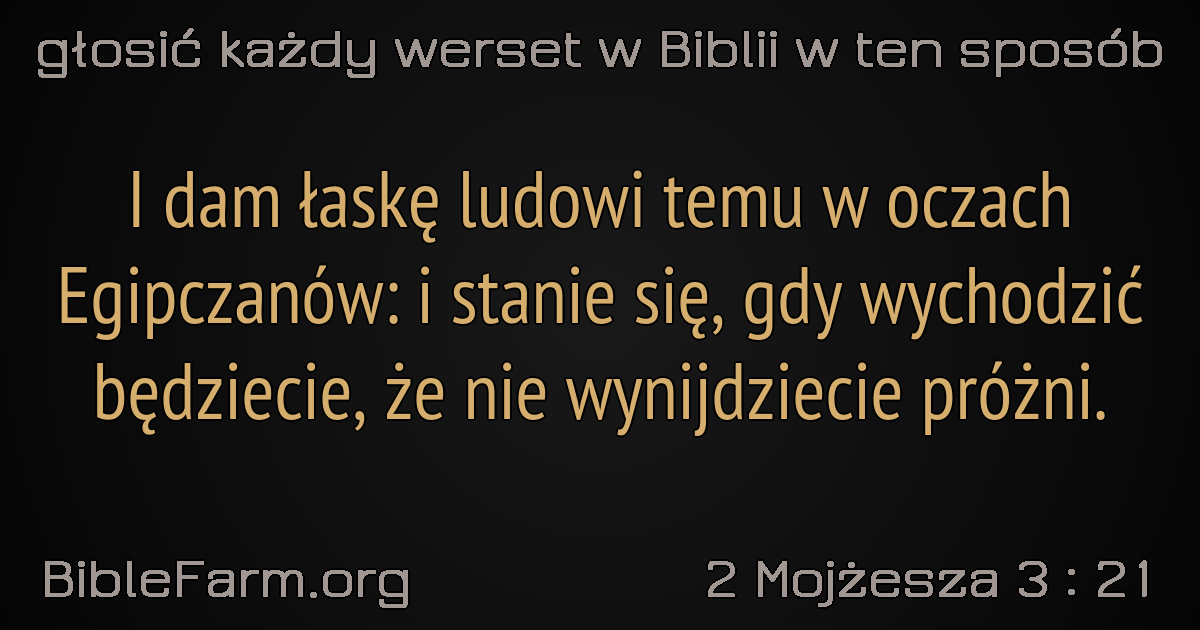 głosić każdy werset w Biblii w ten sposób
I dam łaskę ludowi temu w oczach
Egipczanów: i stanie się, gdy wychodzić
będziecie, że nie wynijdziecie próżni.
BibleFarm.org
2 Mojżesza 3 : 21